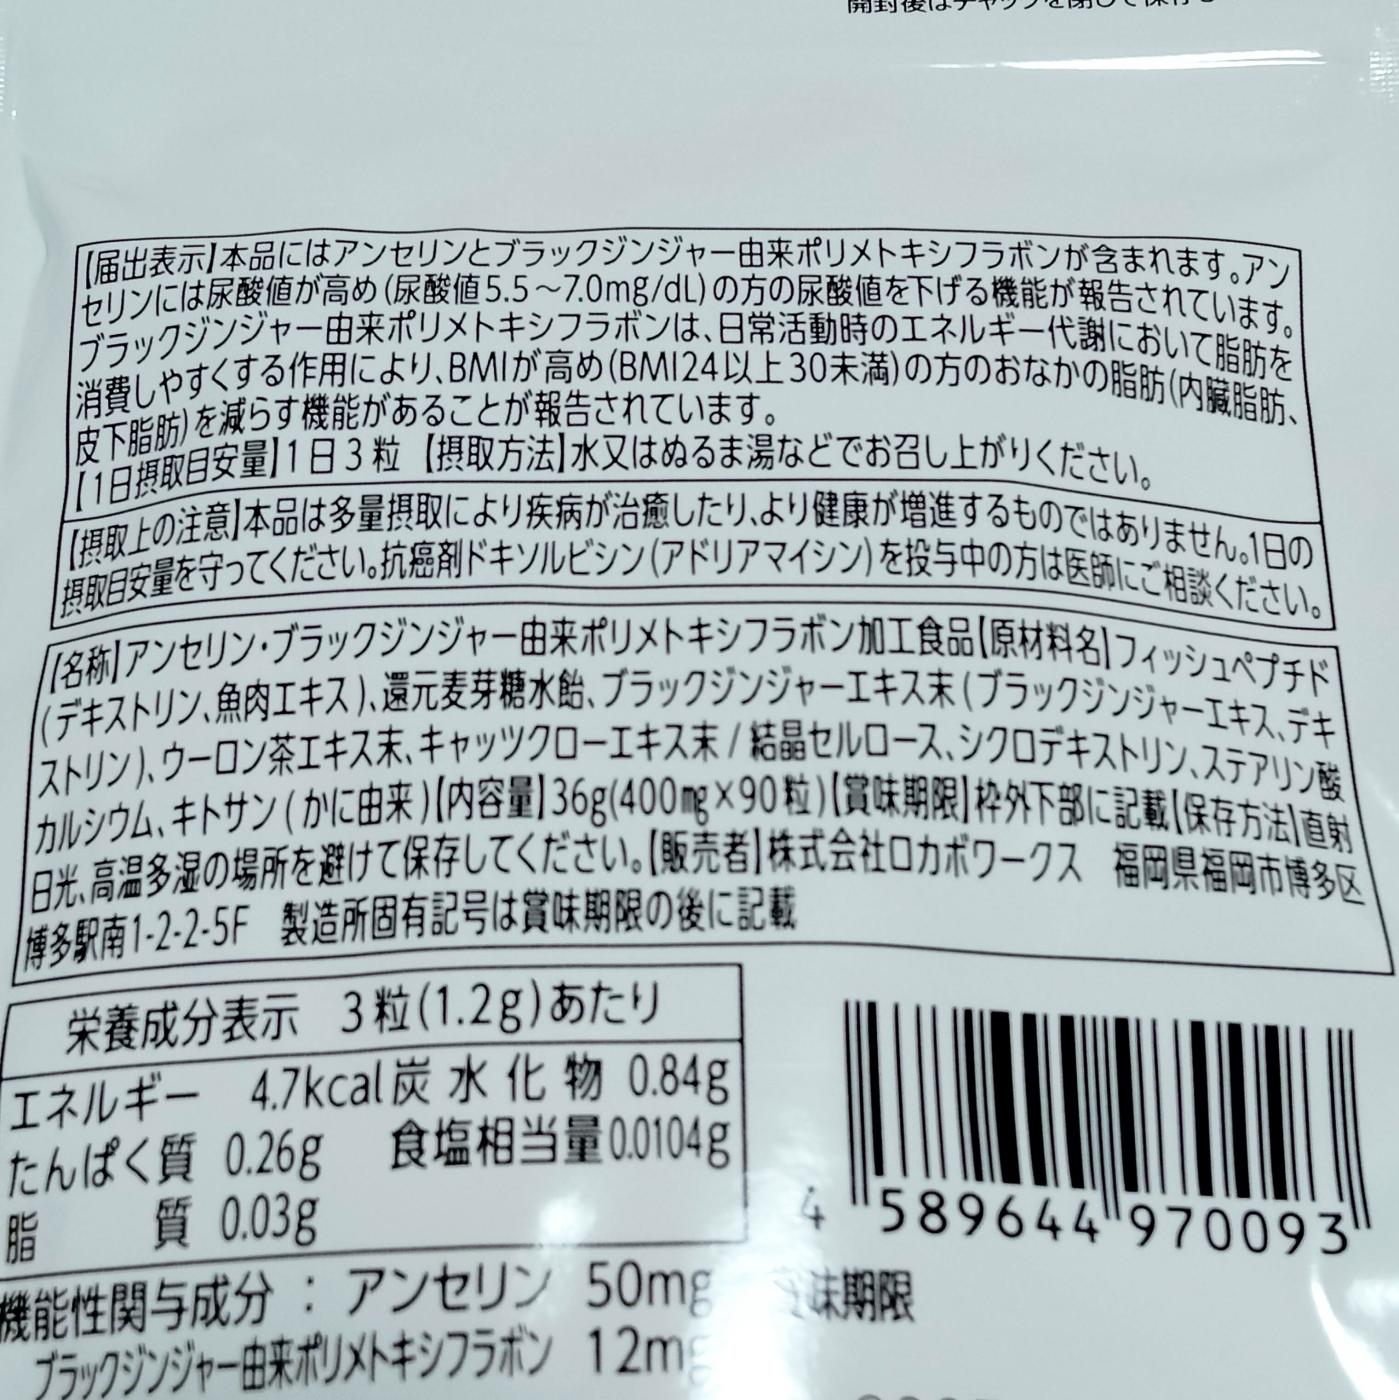 開封後はチャックを閉じて保存し
【届出表示】本品にはアンセリンとブラックジンジャー由来ポリメトキシフラボンが含まれます。アン
セリンには尿酸値が高め(尿酸値5.5～7.0mg/dL)の方の尿酸値を下げる機能が報告されています。
ブラックジンジャー由来ポリメトキシフラボンは、日常活動時のエネルギー代謝において脂肪を
消費しやすくする作用により、BMIが高め(BMI24以上30未満)の方のおなかの脂肪(内臓脂肪、
皮下脂肪)を減らす機能があることが報告されています。
【1日摂取目安量】1日3粒 【摂取方法】水又はぬるま湯などでお召し上がりください。
【摂取上の注意】本品は多量摂取により疾病が治癒したり、より健康が増進するものではありません。1日の
摂取目安量を守ってください。抗癌剤ドキソルビシン(アドリアマイシン)を投与中の方は医師にご相談ください。
【名称】アンセリン・ブラックジンジャー由来ポリメトキシフラボン加工食品【原材料名】フィッシュペプチド
(デキストリン、魚肉エキス)、還元麦芽糖水飴、ブラックジンジャーエキス末(ブラックジンジャーエキス、デキ
ストリン)、ウーロン茶エキス末、キャッツクローエキス末/結晶セルロース、シクロデキストリン、ステアリン酸
カルシウム、キトサン(かに由来)【内容量】36g(400mg×90粒)【賞味期限】枠外下部に記載【保存方法】直射
日光、高温多湿の場所を避けて保存してください。【販売者】株式会社ロカボワークス 福岡県福岡市博多区
博多駅南1-2-2-5F 製造所固有記号は賞味期限の後に記載
栄養成分表示 3粒(1.2g)あたり
エネルギー 4.7kcal 炭水化物 0.84g
たんぱく質 0.26g 食塩相当量 0.0104g
脂質 0.03g
4 589644 970093
機能性関与成分：アンセリン 50mg
ブラックジンジャー由来ポリメトキシフラボン 12mg
味期限